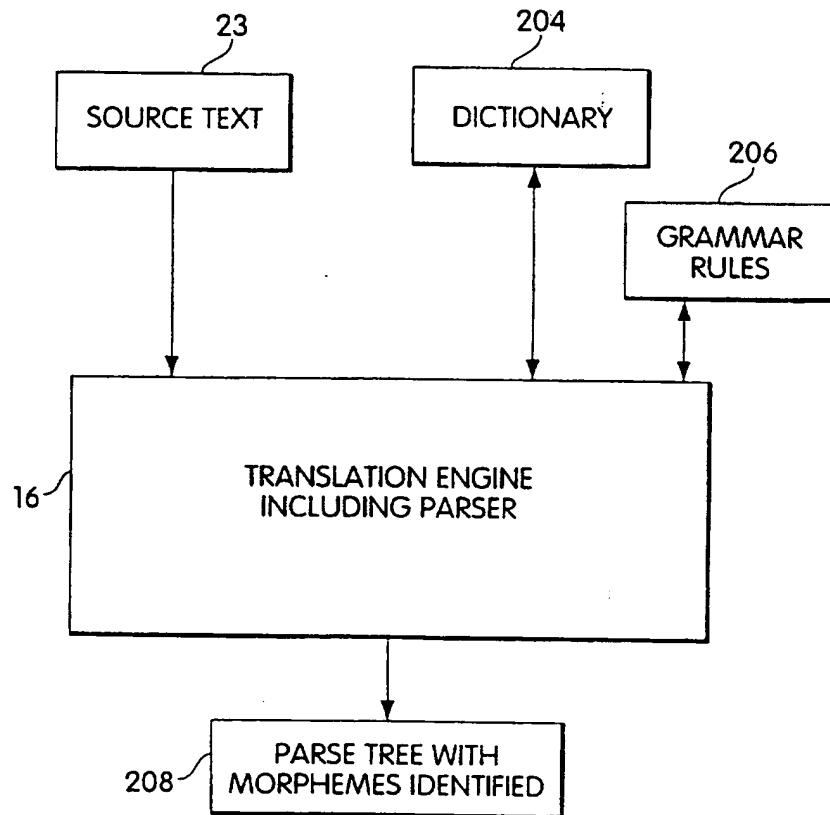 23
SOURCE TEXT
204
DICTIONARY
206
GRAMMAR
RULES
16
TRANSLATION ENGINE
INCLUDING PARSER
208
PARSE TREE WITH
MORPHEMES IDENTIFIED